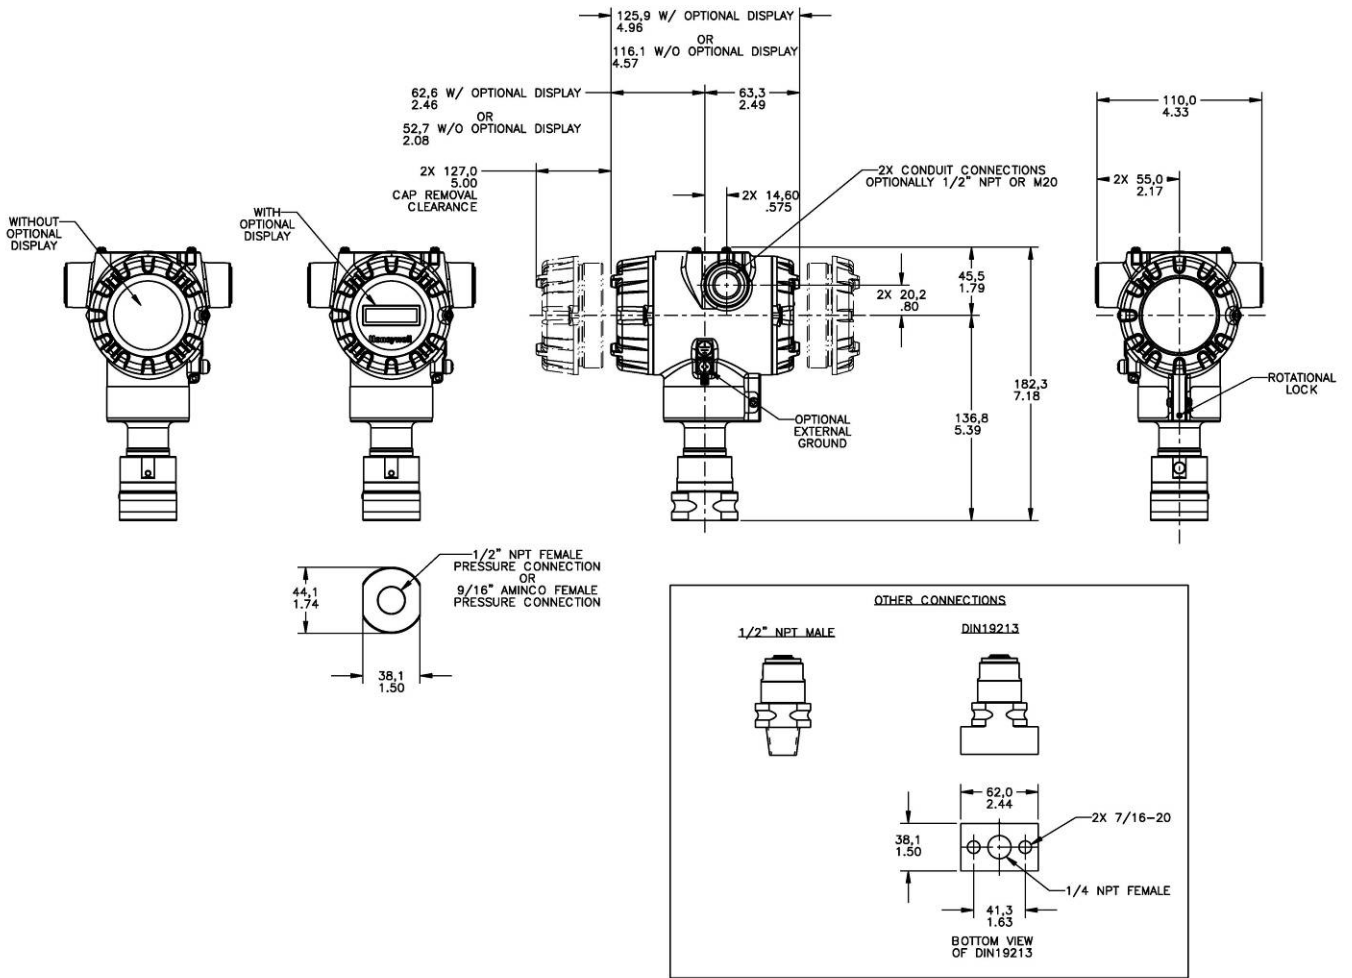 125,9 W/ OPTIONAL DISPLAY
4.96
OR
116.1 W/O OPTIONAL DISPLAY
4.57
62,6 W/ OPTIONAL DISPLAY
2.46
OR
52,7 W/O OPTIONAL DISPLAY
2.08
63,3
2.49
110,0
4.33
2X 127,0
5.00
CAP REMOVAL
CLEARANCE
2X CONDUIT CONNECTIONS
OPTIONALLY 1/2" NPT OR M20
2X 14,60
.575
2X 55,0
2.17
WITHOUT
OPTIONAL
DISPLAY
WITH
OPTIONAL
DISPLAY
Honeywell
45,5
1.79
2X 20,2
.80
182,3
7.18
136,8
5.39
OPTIONAL
EXTERNAL
GROUND
ROTATIONAL
LOCK
1/2" NPT FEMALE
PRESSURE CONNECTION
OR
9/16" AMINCO FEMALE
PRESSURE CONNECTION
44,1
1.74
38,1
1.50
OTHER CONNECTIONS
1/2" NPT MALE
DIN19213
62,0
2.44
2X 7/16-20
38,1
1.50
1/4 NPT FEMALE
41,3
1.63
BOTTOM VIEW
OF DIN19213